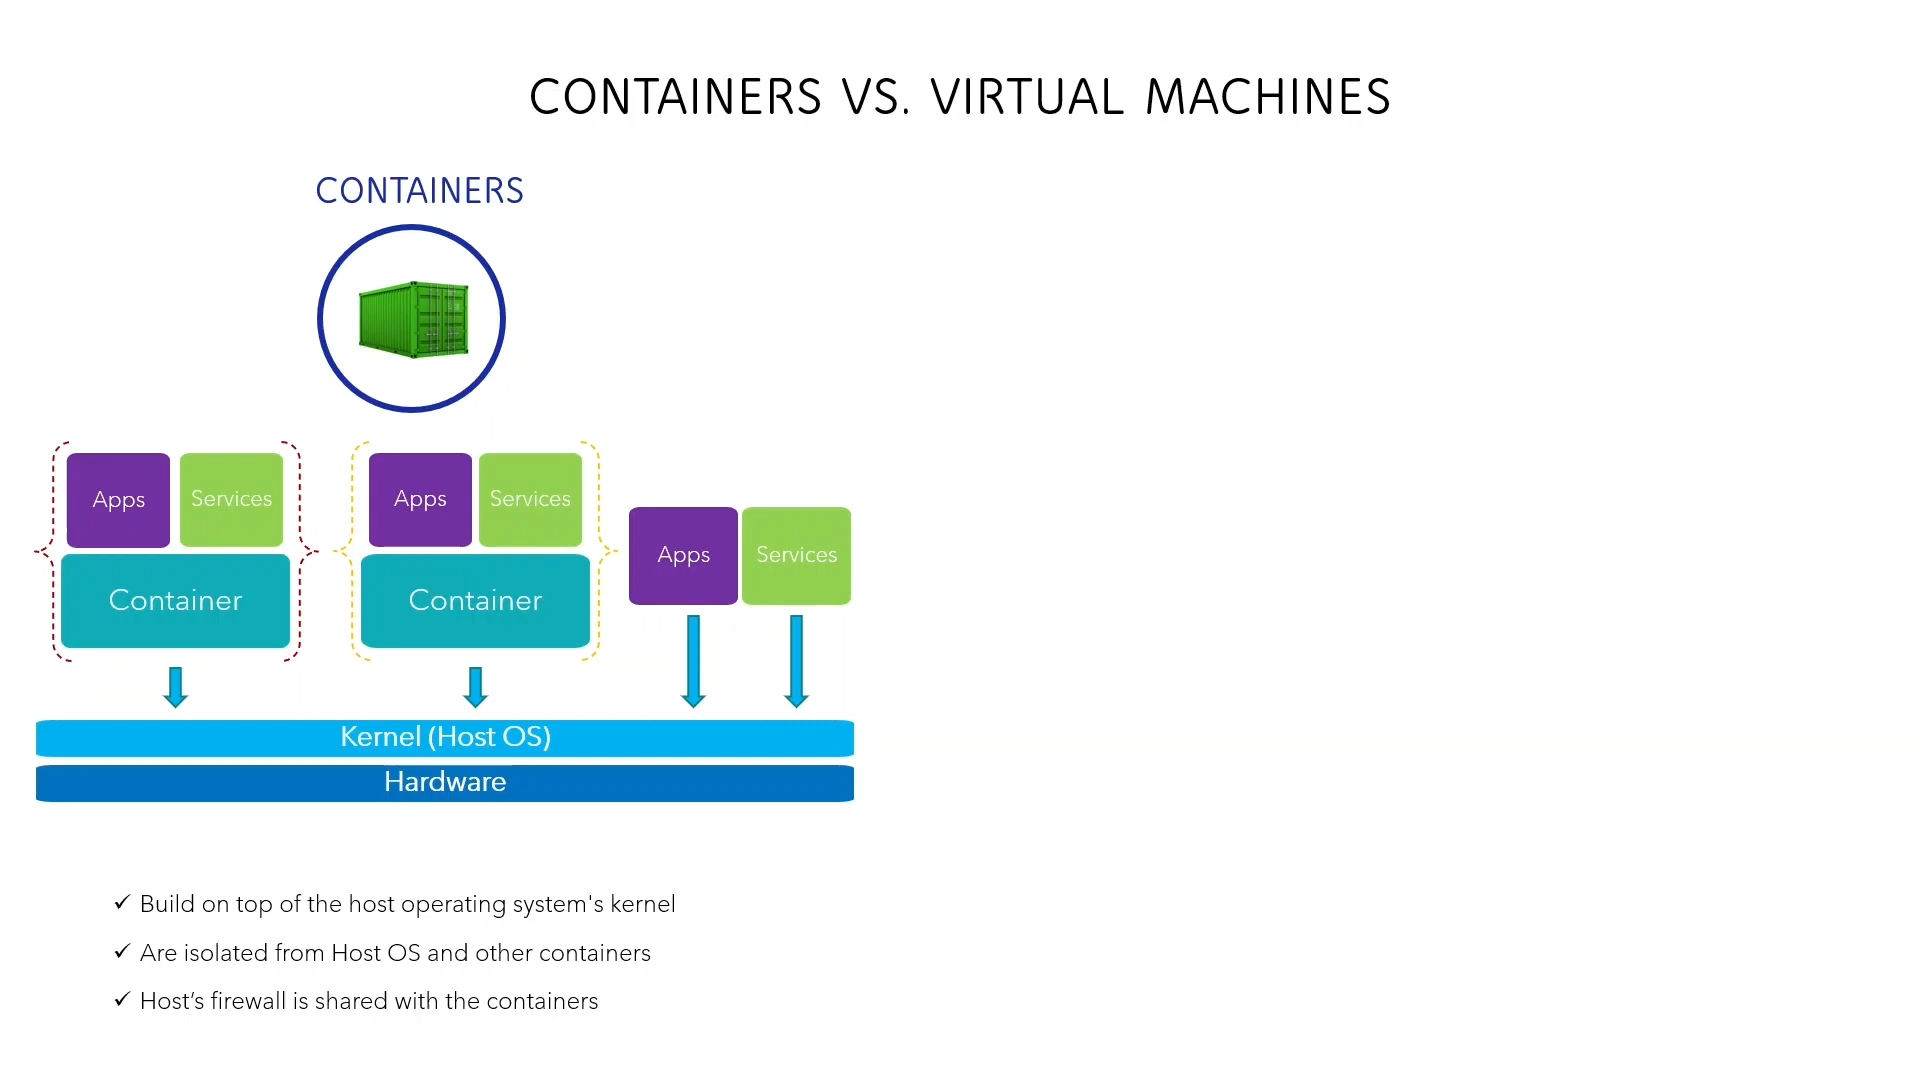 CONTAINERS VS. VIRTUAL MACHINES
CONTAINERS
Apps
Services
Container
Apps
Services
Container
Apps
Services
Kernel (Host OS)
Hardware
✓ Build on top of the host operating system's kernel
✓ Are isolated from Host OS and other containers
✓ Host’s firewall is shared with the containers